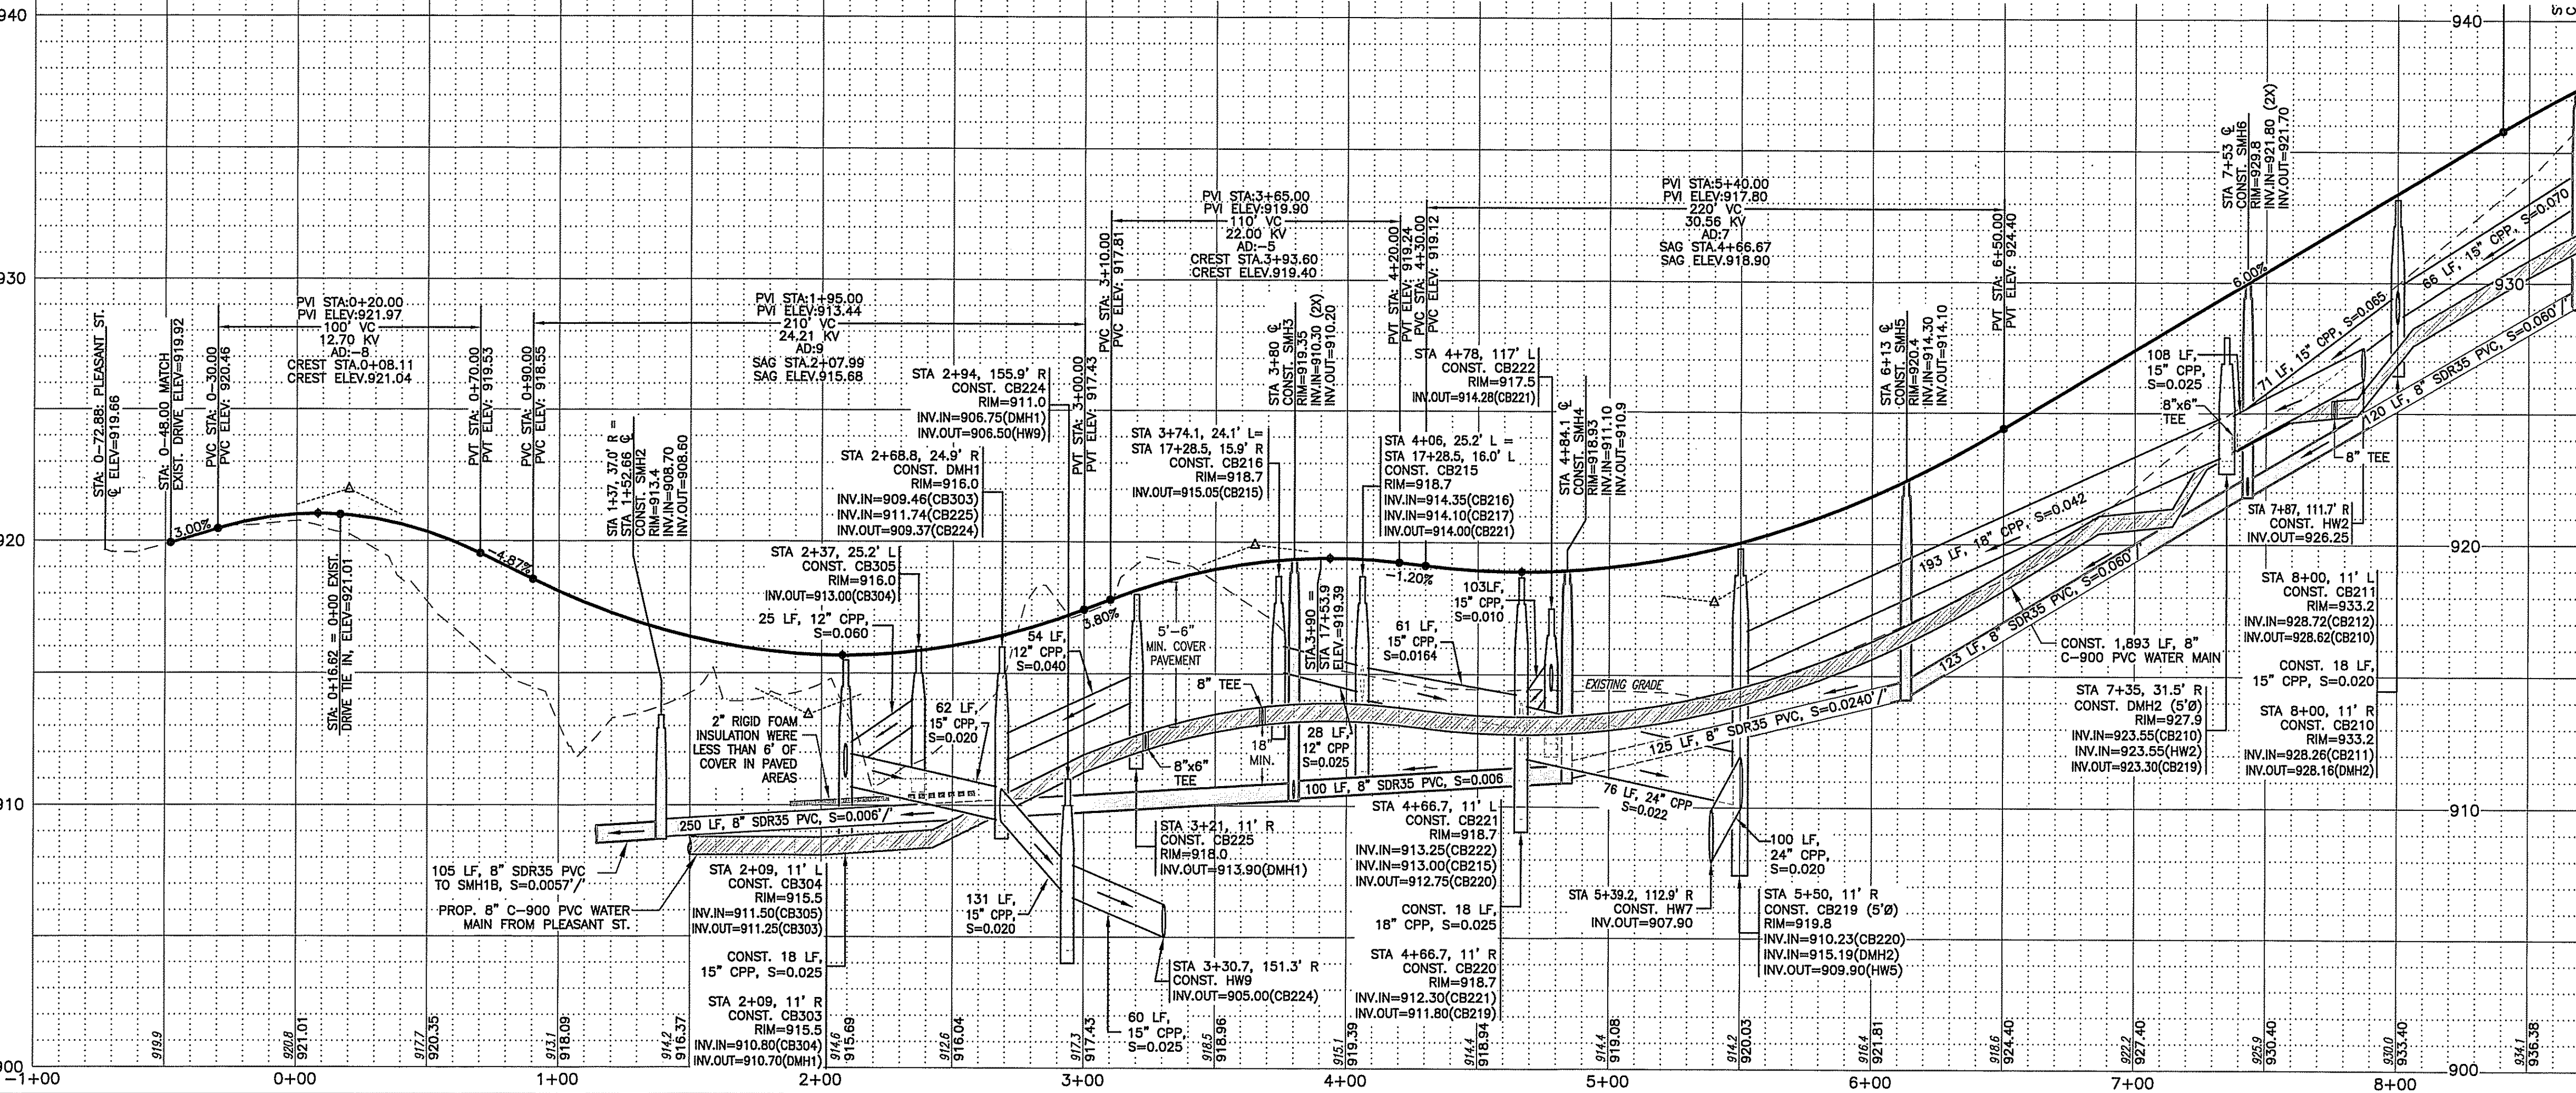 940
930
920
910
900
STA: 0-72.88: PLEASANT ST.
℄ ELEV=919.66
STA: 0-48.00 MATCH
EXIST. DRIVE ELEV=919.92
3.00%
PVC STA: 0-30.00
PVC ELEV: 920.46
PVI STA:0+20.00
PVI ELEV:921.97
100' VC
12.70 KV
AD:-8
CREST STA.0+08.11
CREST ELEV.921.04
STA: 0+16.62 = 0+00 EXIST.
DRIVE TIE IN, ELEV=921.01
PVT STA: 0+70.00
PVT ELEV: 919.53
-4.87%
PVC STA: 0+90.00
PVC ELEV: 918.55
STA 1+37, 37.0' R =
STA 1+52.66 ℄
CONST. SMH2
RIM=913.4
INV.IN=908.70
INV.OUT=908.60
PVI STA:1+95.00
PVI ELEV:913.44
210' VC
24.21 KV
AD:9
SAG STA.2+07.99
SAG ELEV.915.68
STA 2+94, 155.9' R
CONST. CB224
RIM=911.0
INV.IN=906.75(DMH1)
INV.OUT=906.50(HW9)
STA 2+68.8, 24.9' R
CONST. DMH1
RIM=916.0
INV.IN=909.46(CB303)
INV.IN=911.74(CB225)
INV.OUT=909.37(CB224)
STA 2+37, 25.2' L
CONST. CB305
RIM=916.0
INV.OUT=913.00(CB304)
25 LF, 12" CPP,
S=0.060
54 LF,
12" CPP,
S=0.040
62 LF,
15" CPP,
S=0.020
2" RIGID FOAM
INSULATION WERE
LESS THAN 6' OF
COVER IN PAVED
AREAS
250 LF, 8" SDR35 PVC, S=0.006'/'
105 LF, 8" SDR35 PVC
TO SMH1B, S=0.0057'/'
PROP. 8" C-900 PVC WATER
MAIN FROM PLEASANT ST.
STA 2+09, 11' L
CONST. CB304
RIM=915.5
INV.IN=911.50(CB305)
INV.OUT=911.25(CB303)
CONST. 18 LF,
15" CPP, S=0.025
STA 2+09, 11' R
CONST. CB303
RIM=915.5
INV.IN=910.80(CB304)
INV.OUT=910.70(DMH1)
131 LF,
15" CPP,
S=0.020
60 LF,
15" CPP,
S=0.025
PVT STA: 3+00.00
PVT ELEV: 917.43
PVC STA: 3+10.00
PVC ELEV: 917.81
3.80%
PVI STA:3+65.00
PVI ELEV:919.90
110' VC
22.00 KV
AD:-5
CREST STA.3+93.60
CREST ELEV.919.40
STA 3+80 ℄
CONST. SMH3
RIM=919.35
INV.IN=910.30 (2X)
INV.OUT=910.20
STA 3+74.1, 24.1' L=
STA 17+28.5, 15.9' R
CONST. CB216
RIM=918.7
INV.OUT=915.05(CB215)
5'-6"
MIN. COVER
PAVEMENT
8" TEE
18"
MIN.
8"x6"
TEE
STA 3+21, 11' R
CONST. CB225
RIM=918.0
INV.OUT=913.90(DMH1)
STA 3+30.7, 151.3' R
CONST. HW9
INV.OUT=905.00(CB224)
STA.3+90 =
STA 17+53.9
ELEV=919.39
28 LF,
12" CPP
S=0.025
100 LF, 8" SDR35 PVC, S=0.006
PVT STA: 4+20.00
PVT ELEV: 919.24
PVC STA: 4+30.00
PVC ELEV: 919.12
-1.20%
STA 4+78, 117' L
CONST. CB222
RIM=917.5
INV.OUT=914.28(CB221)
STA 4+06, 25.2' L =
STA 17+28.5, 16.0' L
CONST. CB215
RIM=918.7
INV.IN=914.35(CB216)
INV.IN=914.10(CB217)
INV.OUT=914.00(CB221)
103LF,
15" CPP,
S=0.010
61 LF,
15" CPP,
S=0.0164
STA 4+84.1 ℄
CONST. SMH4
RIM=918.93
INV.IN=911.10
INV.OUT=910.9
PVI STA:5+40.00
PVI ELEV:917.80
220' VC
30.56 KV
AD:7
SAG STA.4+66.67
SAG ELEV.918.90
EXISTING GRADE
125 LF, 8" SDR35 PVC, S=0.0240'/'
76 LF, 24" CPP
S=0.022
STA 4+66.7, 11' L
CONST. CB221
RIM=918.7
INV.IN=913.25(CB222)
INV.IN=913.00(CB215)
INV.OUT=912.75(CB220)
CONST. 18 LF,
18" CPP, S=0.025
STA 4+66.7, 11' R
CONST. CB220
RIM=918.7
INV.IN=912.30(CB221)
INV.OUT=911.80(CB219)
STA 5+39.2, 112.9' R
CONST. HW7
INV.OUT=907.90
100 LF,
24" CPP,
S=0.020
STA 5+50, 11' R
CONST. CB219 (5'Ø)
RIM=919.8
INV.IN=910.23(CB220)
INV.IN=915.19(DMH2)
INV.OUT=909.90(HW5)
STA 6+13 ℄
CONST. SMH5
RIM=920.4
INV.IN=914.30
INV.OUT=914.10
PVT STA: 6+50.00
PVT ELEV: 924.40
193 LF, 18" CPP, S=0.042
123 LF, 8" SDR35 PVC, S=0.060'/'
CONST. 1,893 LF, 8"
C-900 PVC WATER MAIN
STA 7+53 ℄
CONST. SMH6
RIM=929.8
INV.IN=921.80 (2X)
INV.OUT=921.70
6.00%
108 LF,
15" CPP,
S=0.025
8"x6"
TEE
71 LF, 15" CPP, S=0.065
66 LF, 15" CPP, S=0.070
120 LF, 8" SDR35 PVC, S=0.060'/'
8" TEE
STA 7+87, 111.7' R
CONST. HW2
INV.OUT=926.25
STA 8+00, 11' L
CONST. CB211
RIM=933.2
INV.IN=928.72(CB212)
INV.OUT=928.62(CB210)
CONST. 18 LF,
15" CPP, S=0.020
STA 7+35, 31.5' R
CONST. DMH2 (5'Ø)
RIM=927.9
INV.IN=923.55(CB210)
INV.IN=923.55(HW2)
INV.OUT=923.30(CB219)
STA 8+00, 11' R
CONST. CB210
RIM=933.2
INV.IN=928.26(CB211)
INV.OUT=928.16(DMH2)
940
930
920
910
900
919.9
920.8
921.01
917.7
920.35
913.1
918.09
914.2
916.37
914.6
915.69
912.6
916.04
917.3
917.43
918.5
918.96
915.1
919.39
914.4
918.94
914.4
919.08
914.2
920.03
916.4
921.81
918.6
924.40
922.2
927.40
925.9
930.40
930.0
933.40
934.1
936.38
-1+00
0+00
1+00
2+00
3+00
4+00
5+00
6+00
7+00
8+00